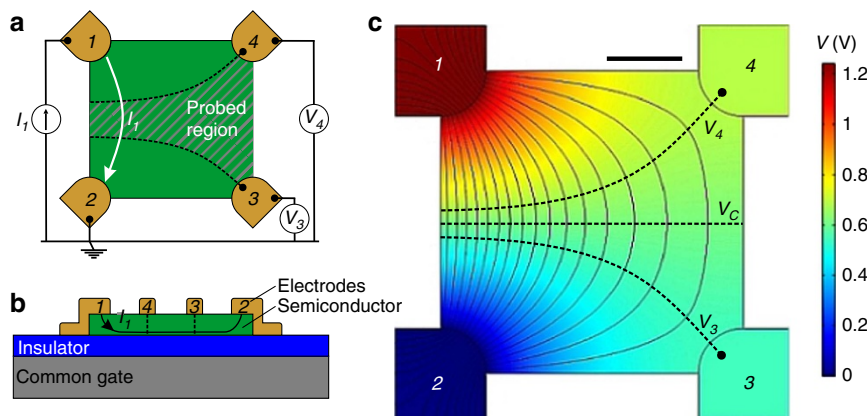 a
1
4
I1
I1
Probed
region
V4
2
3
V3
b
1
4
3
2
I1
Electrodes
Semiconductor
Insulator
Common gate
c
1
4
V4
VC
V3
2
3
V (V)
1.2
1
0.8
0.6
0.4
0.2
0